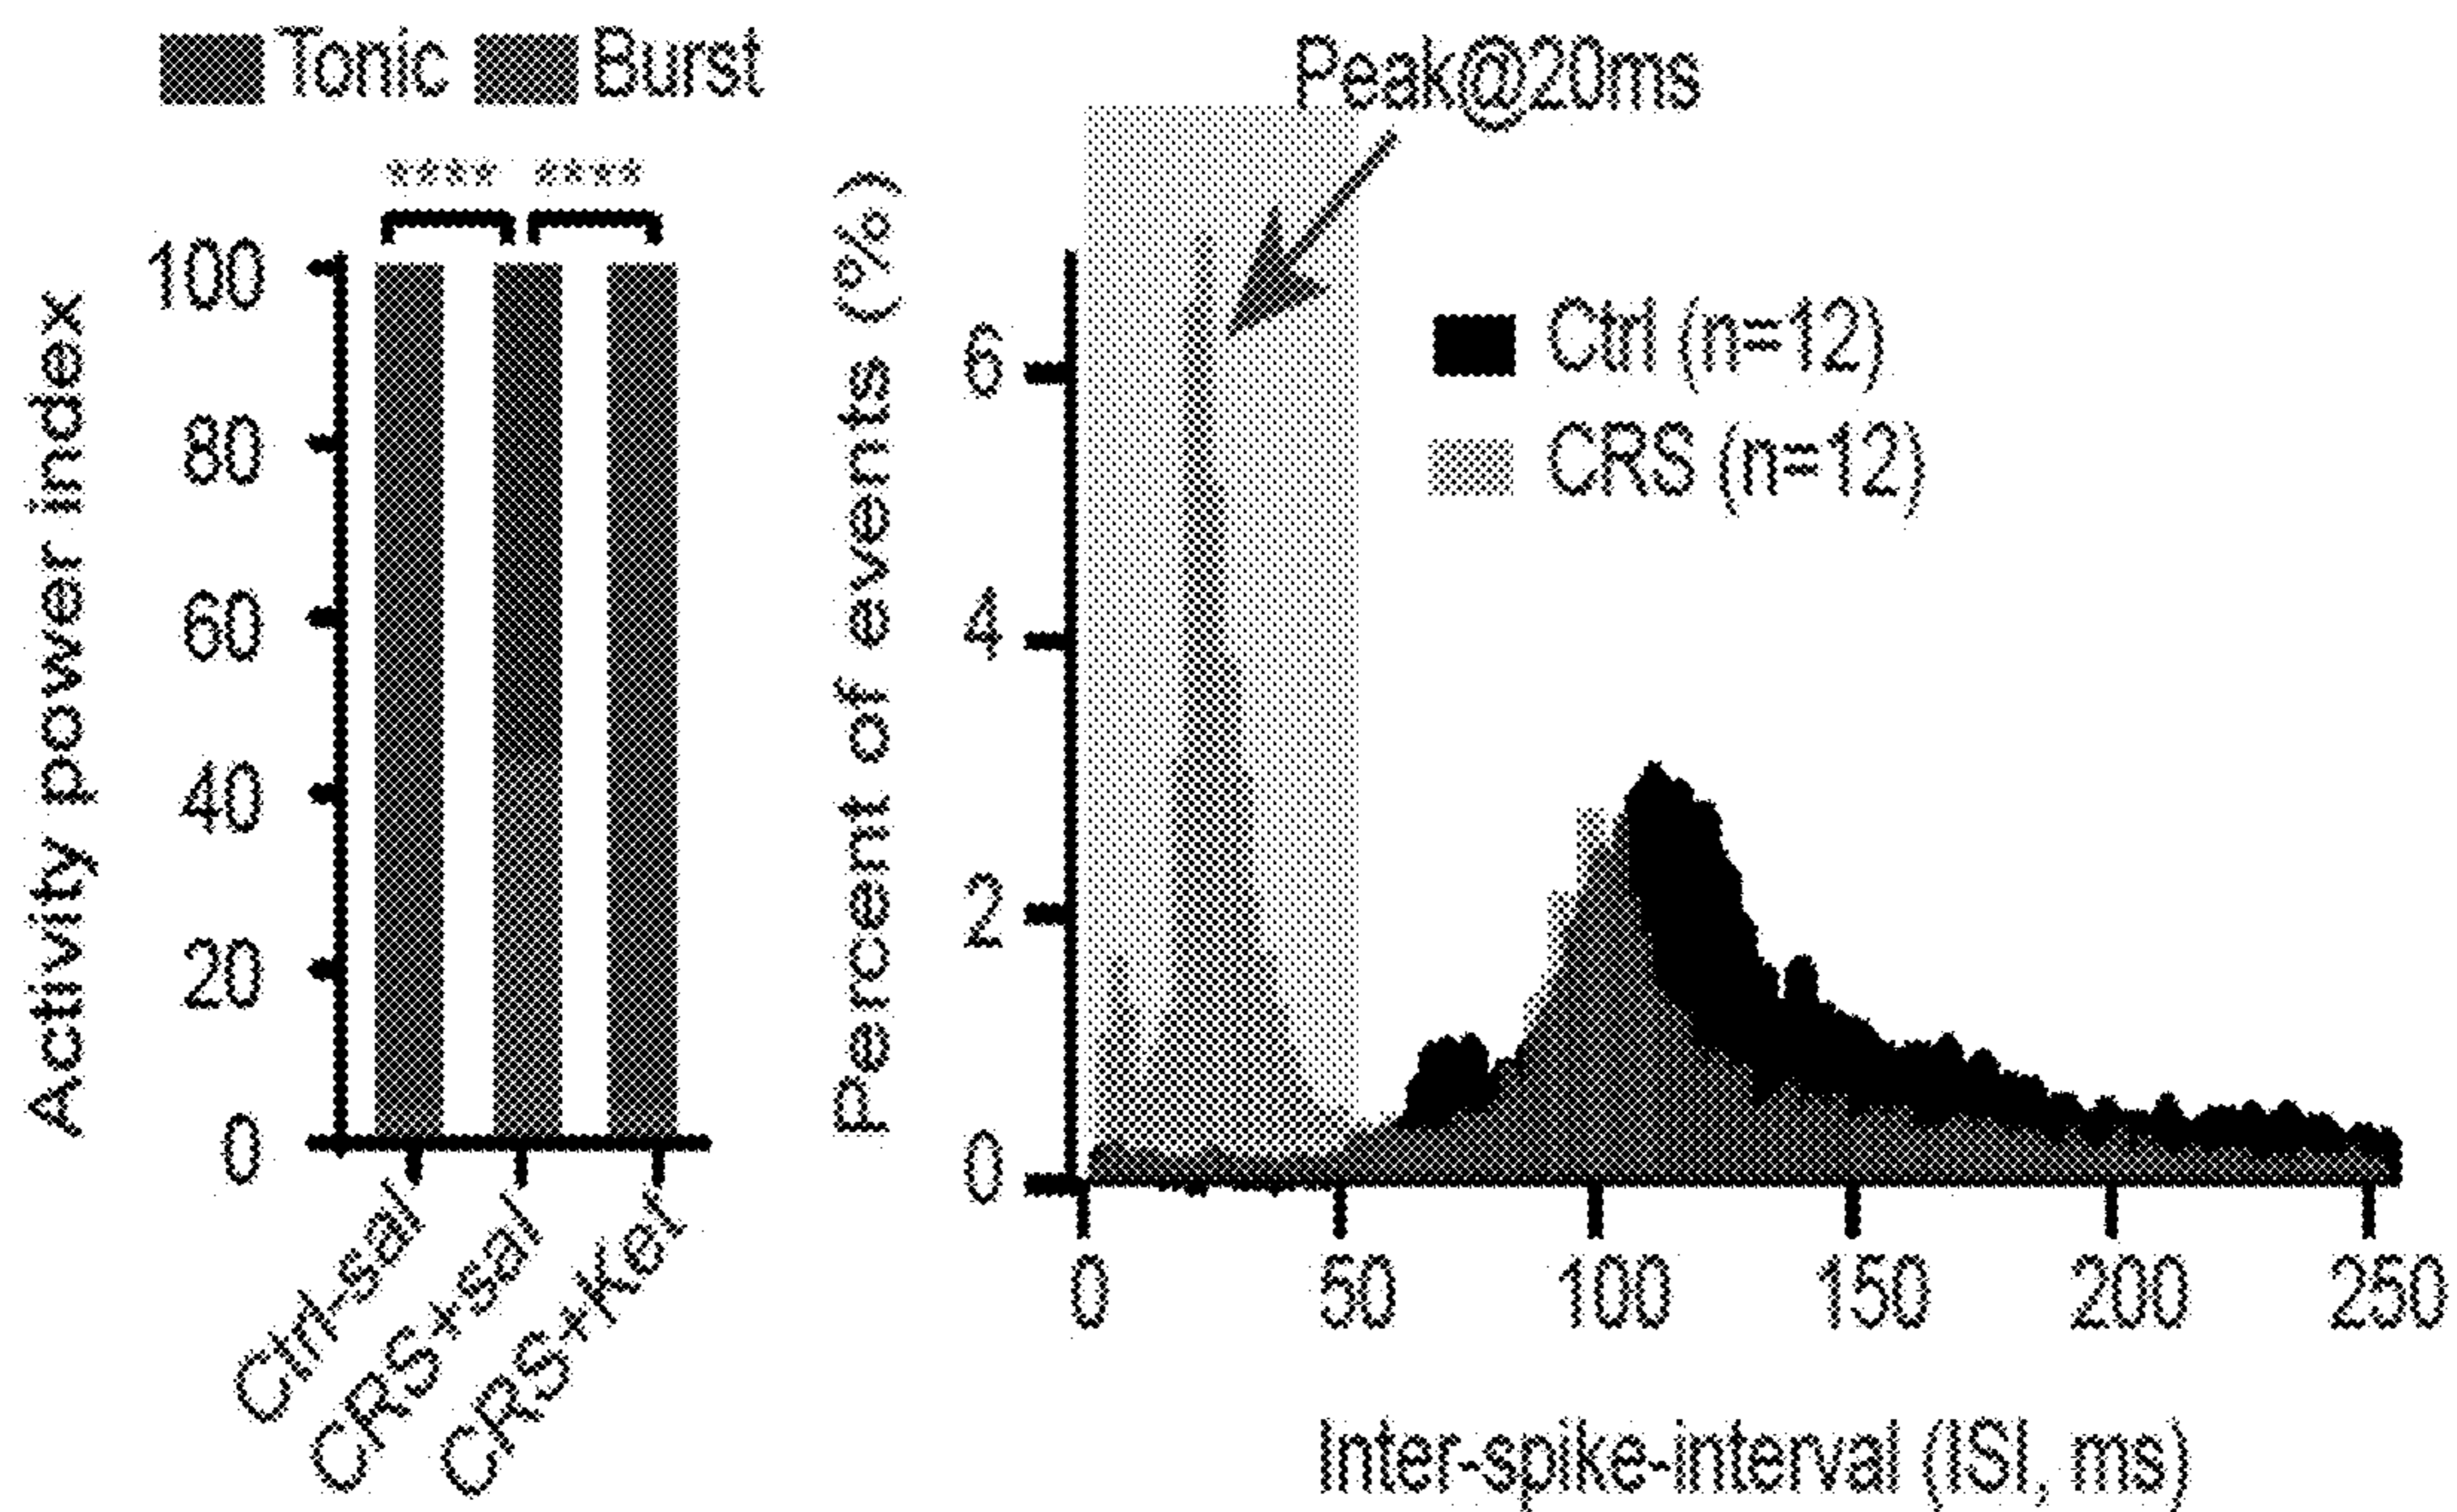 Tonic Burst
**** ****
Activity power index
100
80
60
40
20
0
Ctrl-sal
CRS+sal
CRS+Ket
Peak@20ms
Percent of events (%)
6
4
2
0
Ctrl (n=12)
CRS (n=12)
0 50 100 150 200 250
Inter-spike-interval (ISI, ms)